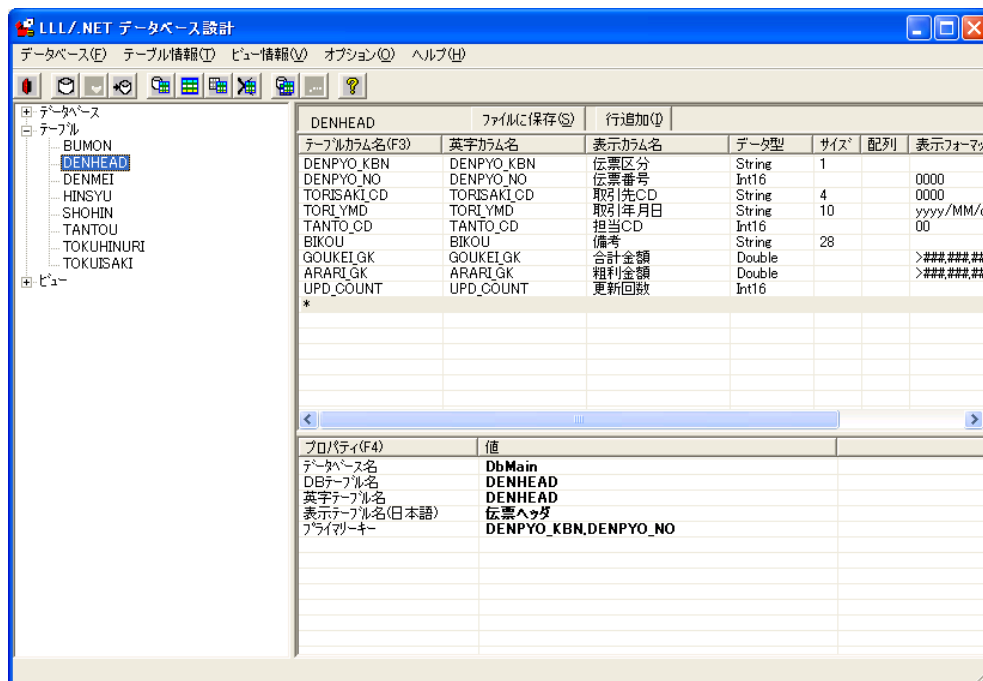 LLL/.NET データベース設計
データベース(F) テーブル情報(T) ビュー情報(V) オプション(O) ヘルプ(H)
データベース
テーブル
BUMON
DENHEAD
DENMEI
HINSYU
SHOHIN
TANTOU
TOKUHINURI
TOKUISAKI
ビュー
DENHEAD ファイルに保存(S) 行追加(I)
テーブルカラム名(F3) 英字カラム名 表示カラム名 データ型 サイズ 配列 表示フォーマッ
DENPYO_KBN DENPYO_KBN 伝票区分 String 1
DENPYO_NO DENPYO_NO 伝票番号 Int16 0000
TORISAKI_CD TORISAKI_CD 取引先CD String 4 0000
TORI_YMD TORI_YMD 取引年月日 String 10 yyyy/MM/
TANTO_CD TANTO_CD 担当CD Int16 00
BIKOU BIKOU 備考 String 28
GOUKEI_GK GOUKEI_GK 合計金額 Double >###,###,##
ARARI_GK ARARI_GK 粗利金額 Double >###,###,##
UPD_COUNT UPD_COUNT 更新回数 Int16
*
プロパティ(F4) 値
データベース名 DbMain
DBテーブル名 DENHEAD
英字テーブル名 DENHEAD
表示テーブル名(日本語) 伝票ヘッダ
プライマリーキー DENPYO_KBN,DENPYO_NO